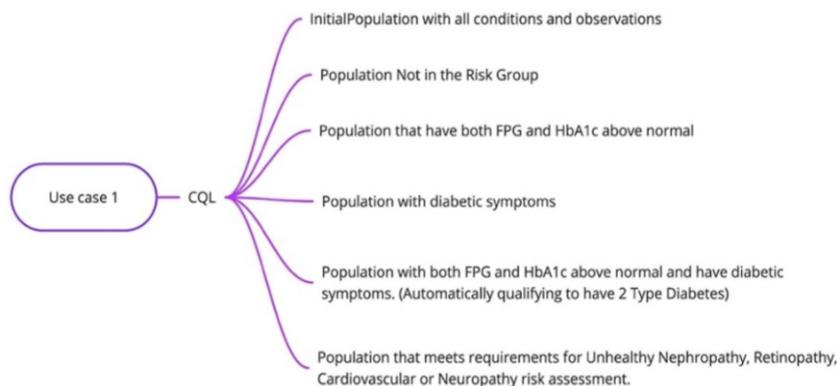 InitialPopulation with all conditions and observations
Population Not in the Risk Group
Population that have both FPG and HbA1c above normal
Use case 1
CQL
Population with diabetic symptoms
Population with both FPG and HbA1c above normal and have diabetic
symptoms. (Automatically qualifying to have 2 Type Diabetes)
Population that meets requirements for Unhealthy Nephropathy, Retinopathy,
Cardiovascular or Neuropathy risk assessment.